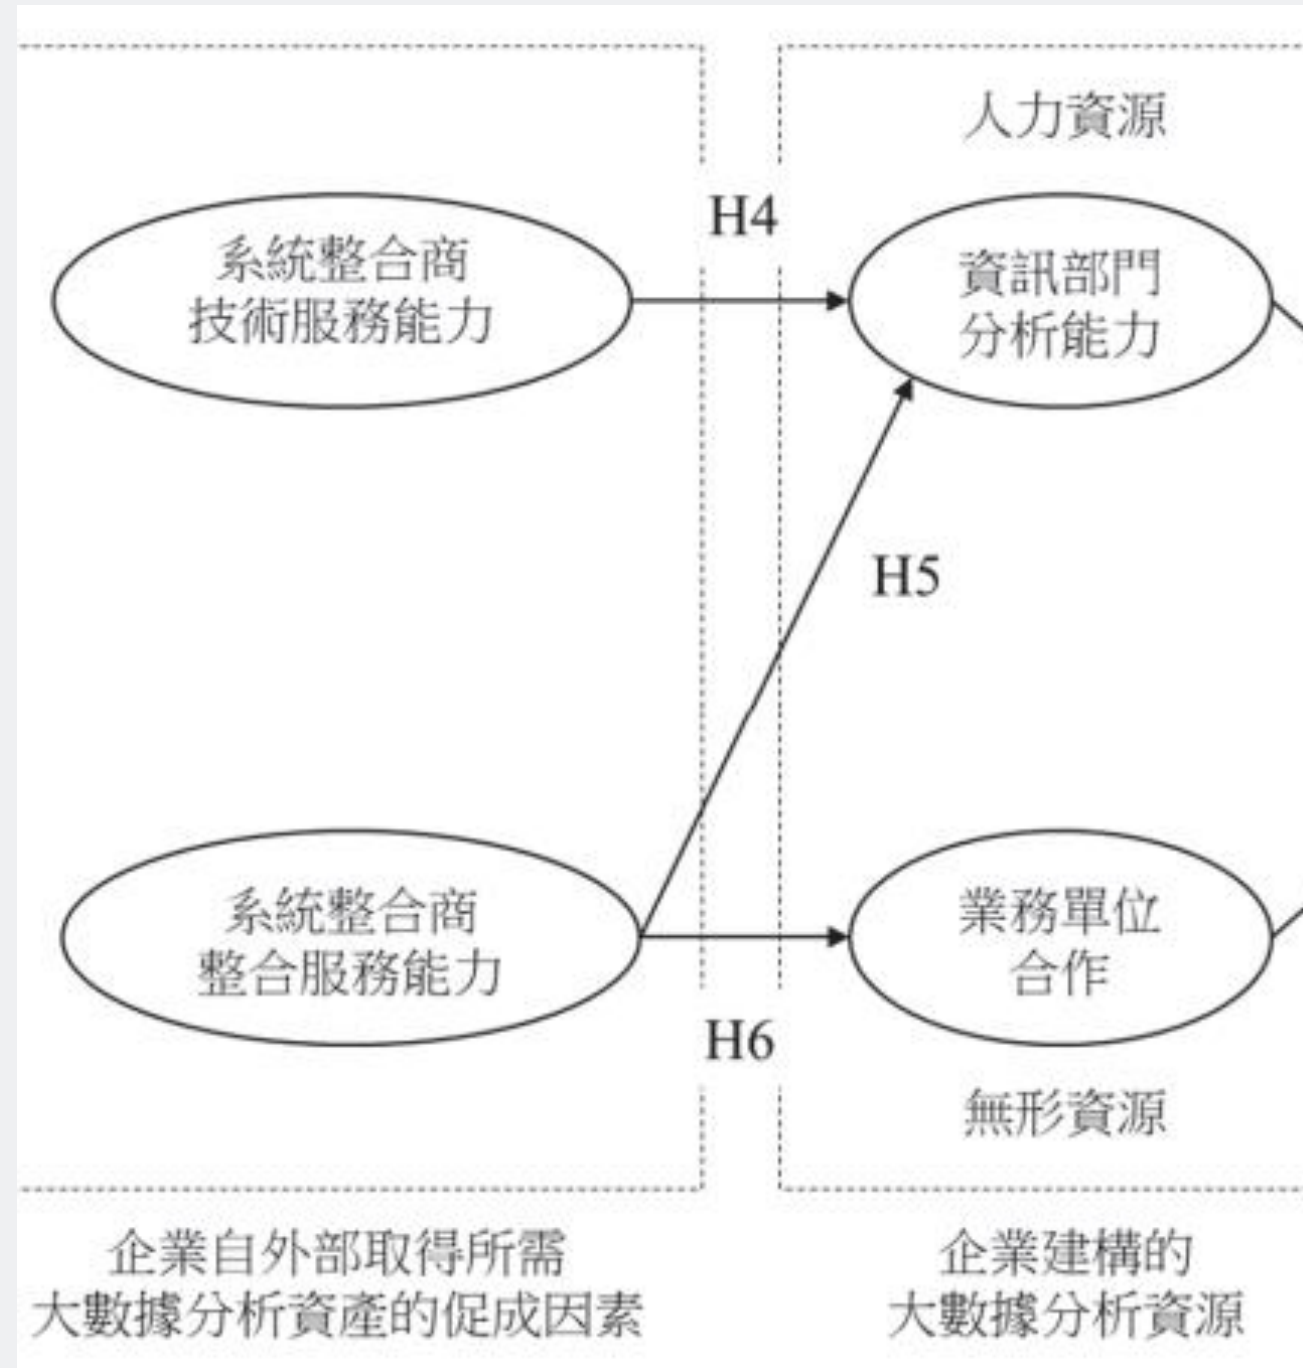 人力資源
H4
系統整合商
技術服務能力
資訊部門
分析能力
H5
系統整合商
整合服務能力
業務單位
合作
H6
無形資源
企業自外部取得所需
大數據分析資產的促成因素
企業建構的
大數據分析資源